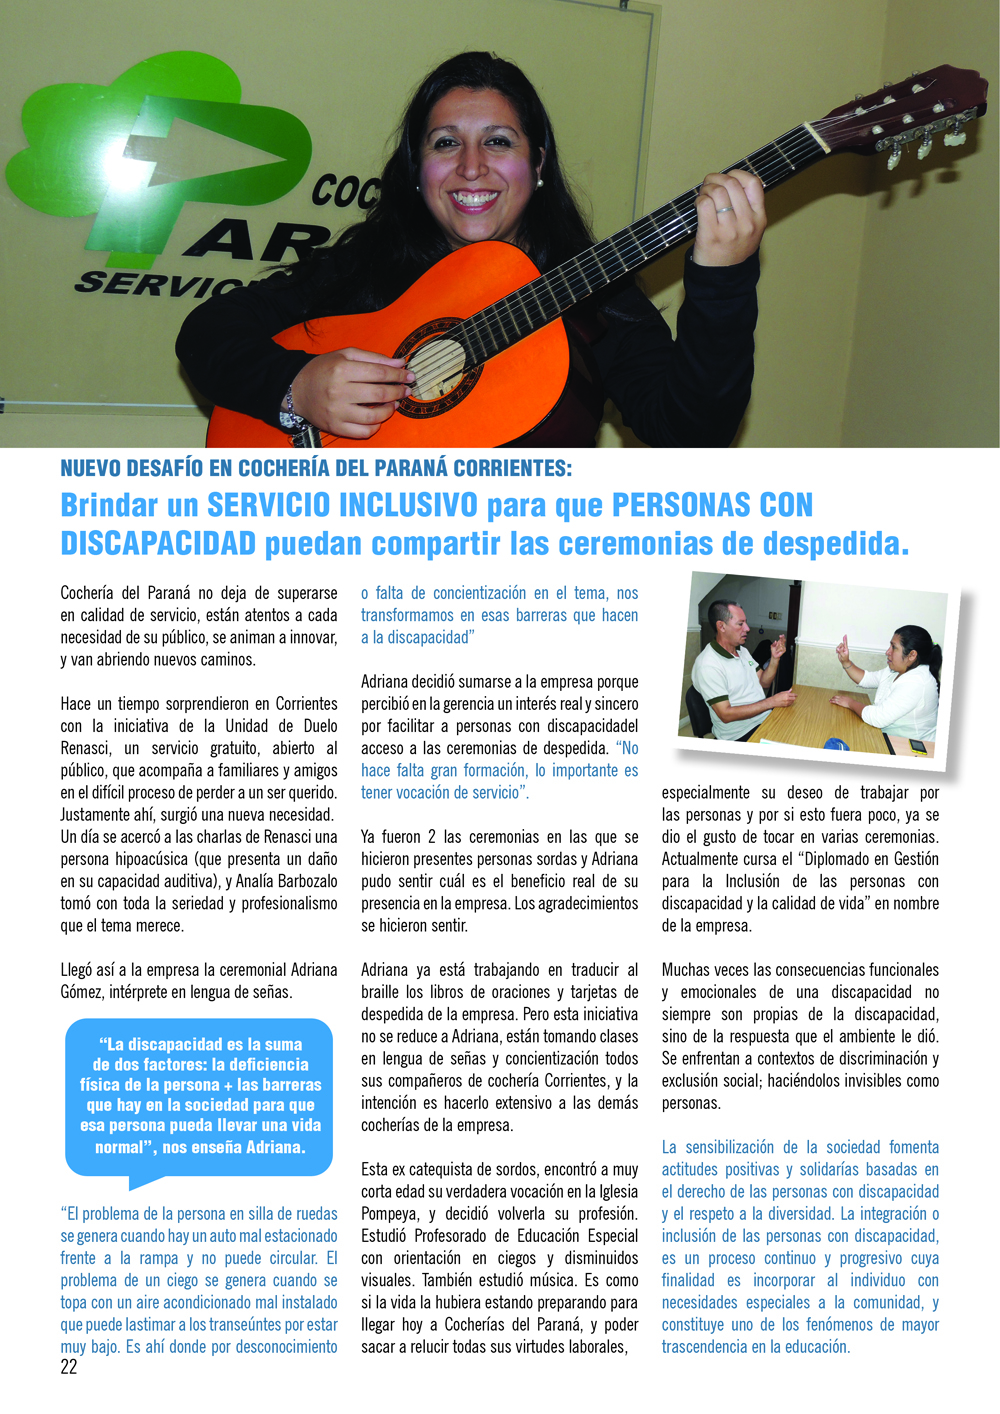 COC
PAR
SERVICI
NUEVO DESAFÍO EN COCHERÍA DEL PARANÁ CORRIENTES:
Brindar un SERVICIO INCLUSIVO para que PERSONAS CON
DISCAPACIDAD puedan compartir las ceremonias de despedida.
Cochería del Paraná no deja de superarse
en calidad de servicio, están atentos a cada
necesidad de su público, se animan a innovar,
y van abriendo nuevos caminos.
Hace un tiempo sorprendieron en Corrientes
con la iniciativa de la Unidad de Duelo
Renasci, un servicio gratuito, abierto al
público, que acompaña a familiares y amigos
en el difícil proceso de perder a un ser querido.
Justamente ahí, surgió una nueva necesidad.
Un día se acercó a las charlas de Renasci una
persona hipoacúsica (que presenta un daño
en su capacidad auditiva), y Analía Barbozalo
tomó con toda la seriedad y profesionalismo
que el tema merece.
Llegó así a la empresa la ceremonial Adriana
Gómez, intérprete en lengua de señas.
“La discapacidad es la suma
de dos factores: la deficiencia
física de la persona + las barreras
que hay en la sociedad para que
esa persona pueda llevar una vida
normal”, nos enseña Adriana.
“El problema de la persona en silla de ruedas
se genera cuando hay un auto mal estacionado
frente a la rampa y no puede circular. El
problema de un ciego se genera cuando se
topa con un aire acondicionado mal instalado
que puede lastimar a los transeúntes por estar
muy bajo. Es ahí donde por desconocimiento
o falta de concientización en el tema, nos
transformamos en esas barreras que hacen
a la discapacidad”
Adriana decidió sumarse a la empresa porque
percibió en la gerencia un interés real y sincero
por facilitar a personas con discapacidadel
acceso a las ceremonias de despedida. “No
hace falta gran formación, lo importante es
tener vocación de servicio”.
Ya fueron 2 las ceremonias en las que se
hicieron presentes personas sordas y Adriana
pudo sentir cuál es el beneficio real de su
presencia en la empresa. Los agradecimientos
se hicieron sentir.
Adriana ya está trabajando en traducir al
braille los libros de oraciones y tarjetas de
despedida de la empresa. Pero esta iniciativa
no se reduce a Adriana, están tomando clases
en lengua de señas y concientización todos
sus compañeros de cochería Corrientes, y la
intención es hacerlo extensivo a las demás
cocherías de la empresa.
Esta ex catequista de sordos, encontró a muy
corta edad su verdadera vocación en la Iglesia
Pompeya, y decidió volverla su profesión.
Estudió Profesorado de Educación Especial
con orientación en ciegos y disminuidos
visuales. También estudió música. Es como
si la vida la hubiera estando preparando para
llegar hoy a Cocherías del Paraná, y poder
sacar a relucir todas sus virtudes laborales,
especialmente su deseo de trabajar por
las personas y por si esto fuera poco, ya se
dio el gusto de tocar en varias ceremonias.
Actualmente cursa el “Diplomado en Gestión
para la Inclusión de las personas con
discapacidad y la calidad de vida” en nombre
de la empresa.
Muchas veces las consecuencias funcionales
y emocionales de una discapacidad no
siempre son propias de la discapacidad,
sino de la respuesta que el ambiente le dió.
Se enfrentan a contextos de discriminación y
exclusión social; haciéndolos invisibles como
personas.
La sensibilización de la sociedad fomenta
actitudes positivas y solidarías basadas en
el derecho de las personas con discapacidad
y el respeto a la diversidad. La integración o
inclusión de las personas con discapacidad,
es un proceso continuo y progresivo cuya
finalidad es incorporar al individuo con
necesidades especiales a la comunidad, y
constituye uno de los fenómenos de mayor
trascendencia en la educación.
22